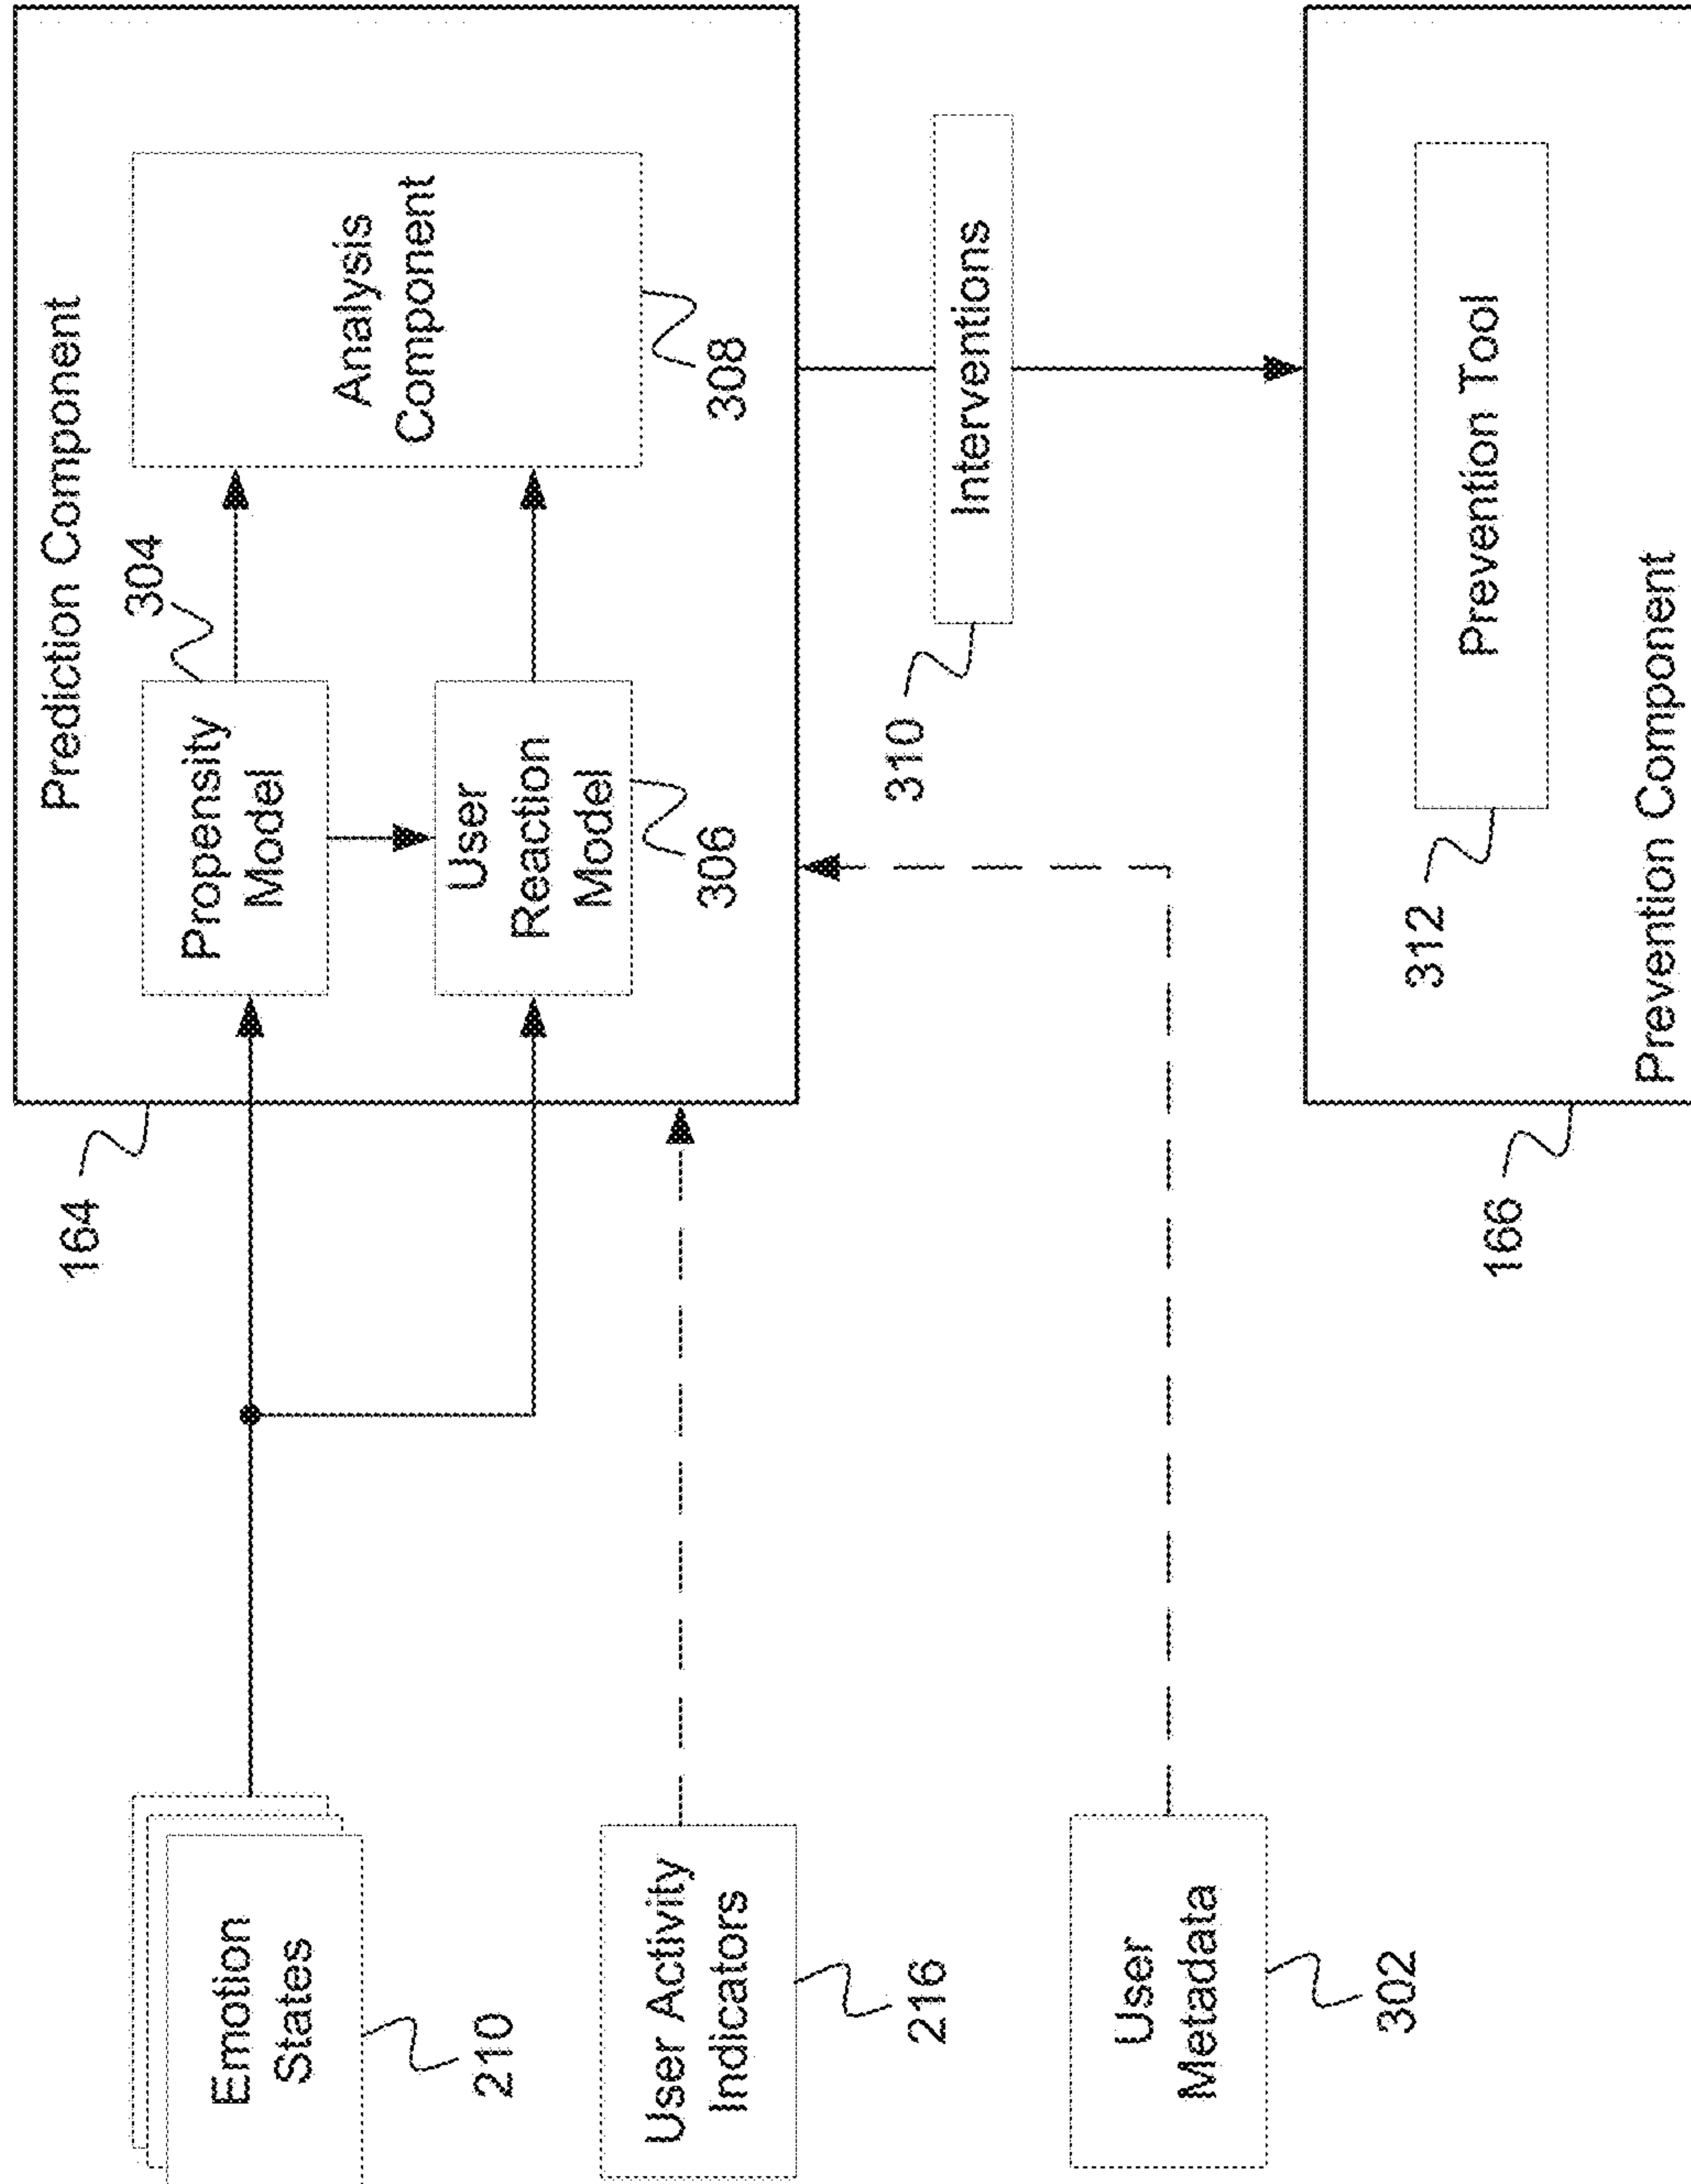 Prediction Component
164
Emotion
States
210
Propensity
Model
304
User
Reaction
Model
306
Analysis
Component
308
User Activity
Indicators
216
User
Metadata
302
Interventions
310
Prevention Tool
312
166
Prevention Component